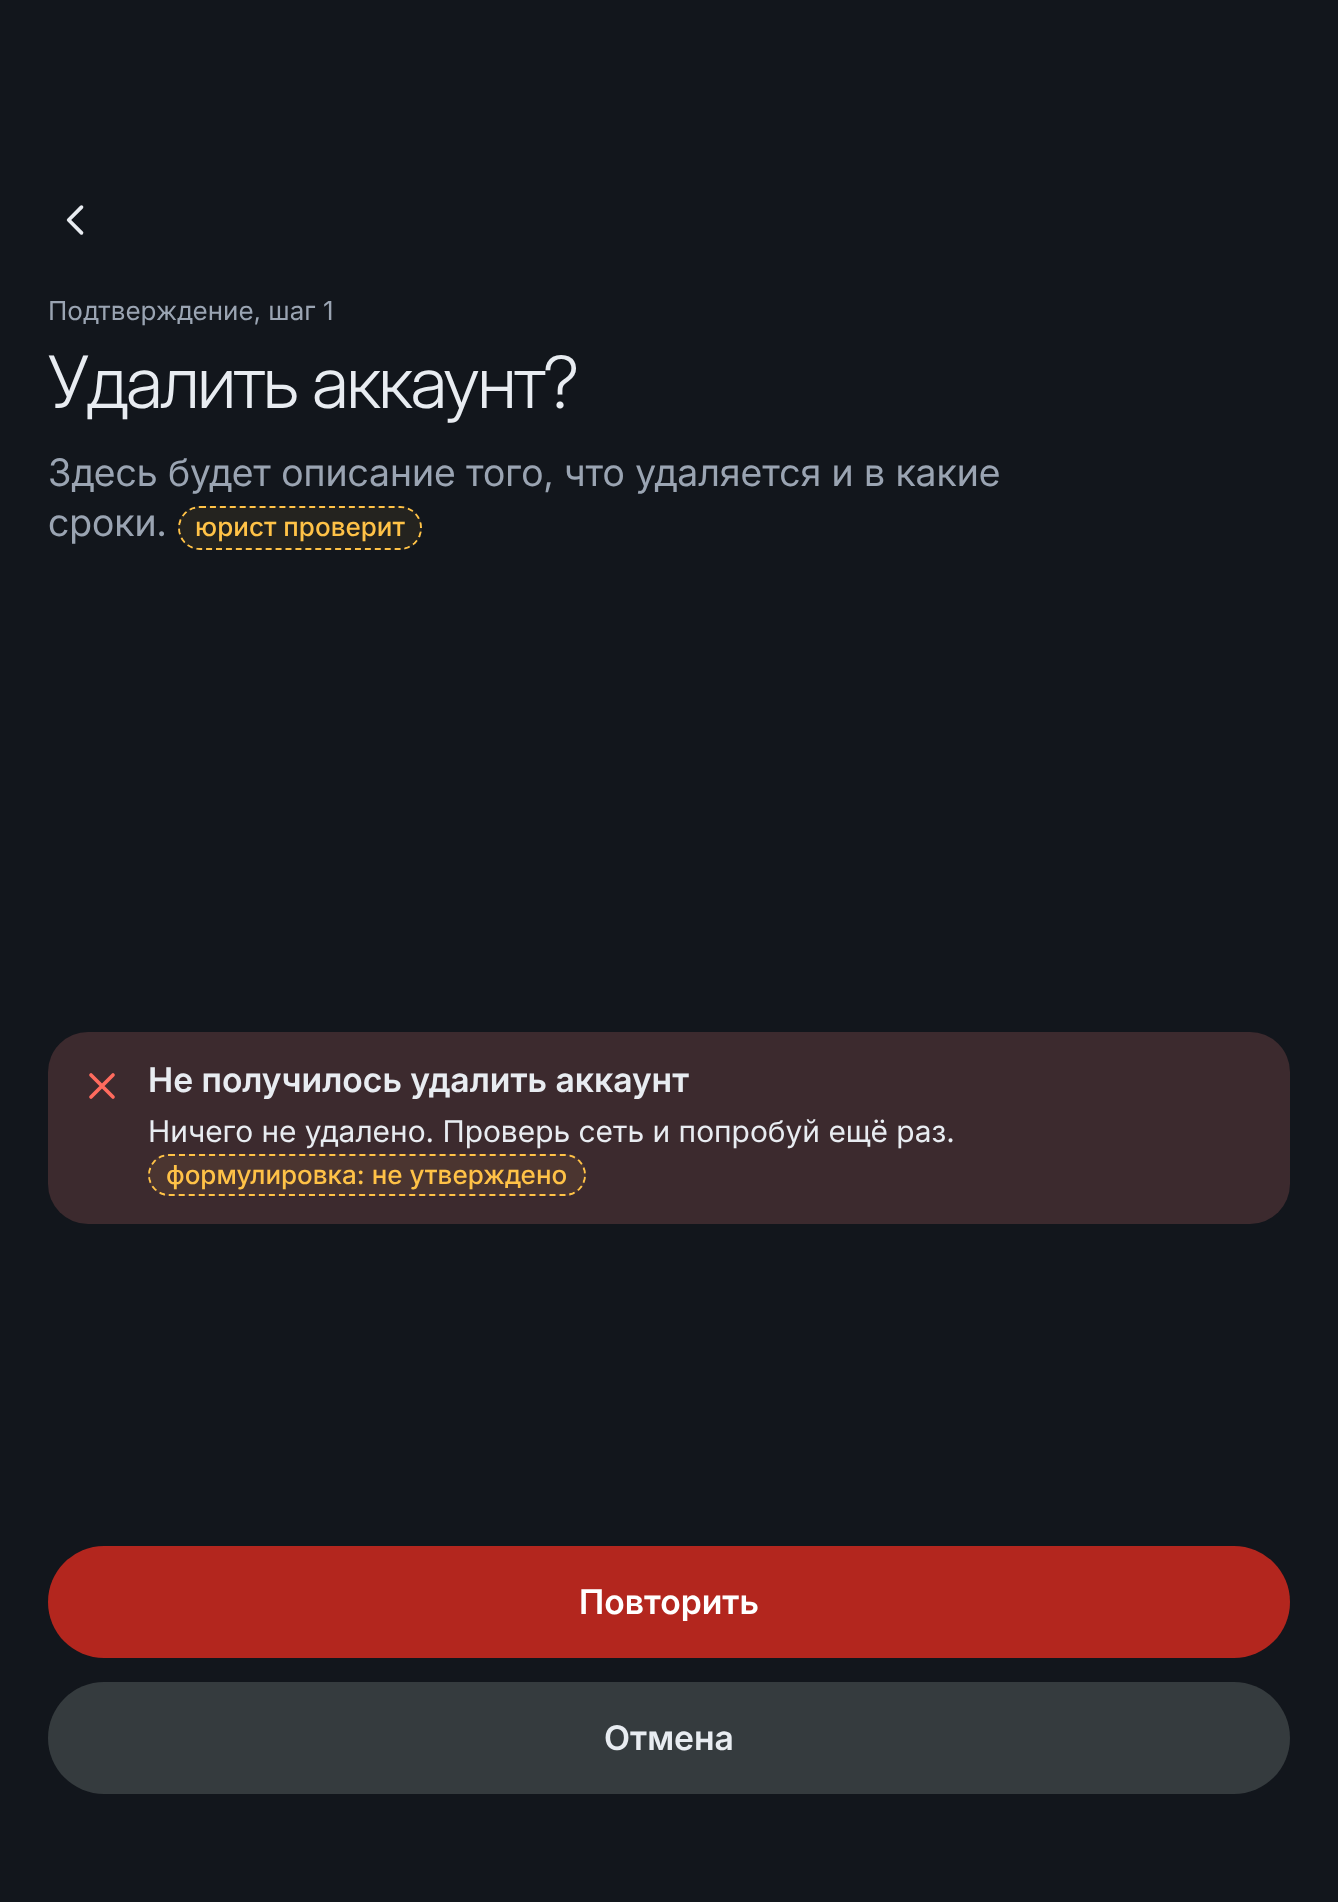 Подтверждение, шаг 1
Удалить аккаунт?
Здесь будет описание того, что удаляется и в какие
сроки. юрист проверит
Не получилось удалить аккаунт
Ничего не удалено. Проверь сеть и попробуй ещё раз.
формулировка: не утверждено
Повторить
Отмена